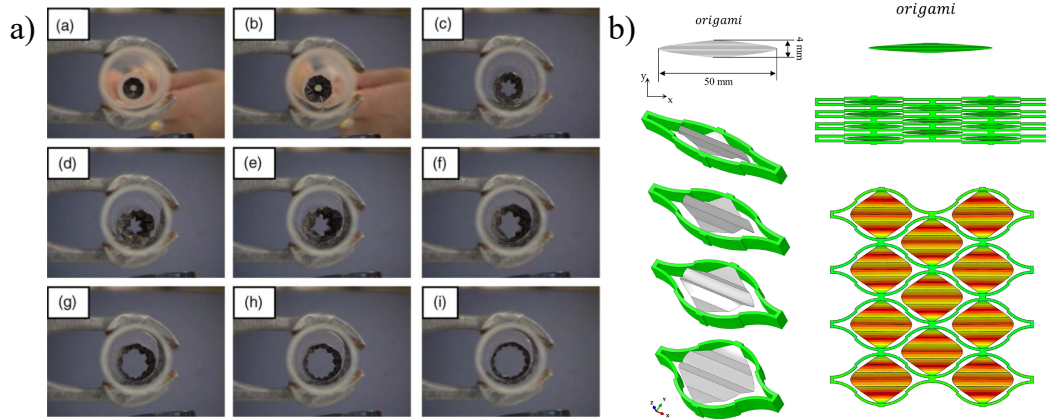 a)
(a)
(b)
(c)
(d)
(e)
(f)
(g)
(h)
(i)
b)
origami
4 mm
50 mm
y
x
origami
z
Y
x